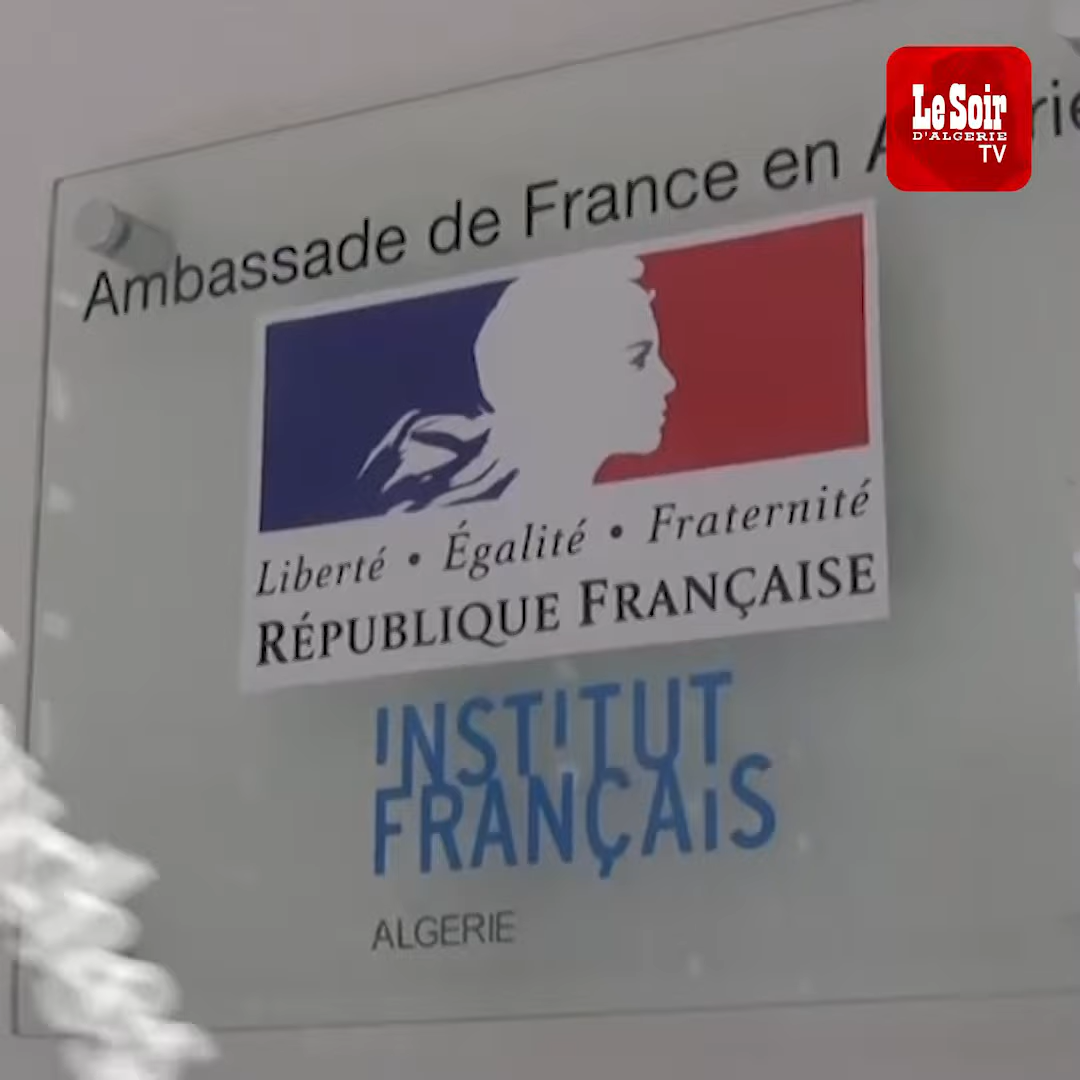 Le Soir
D'ALGERIE
TV
Ambassade de France en
Liberté • Égalité • Fraternité
RÉPUBLIQUE FRANÇAISE
INSTITUT
FRANÇAIS
ALGERIE